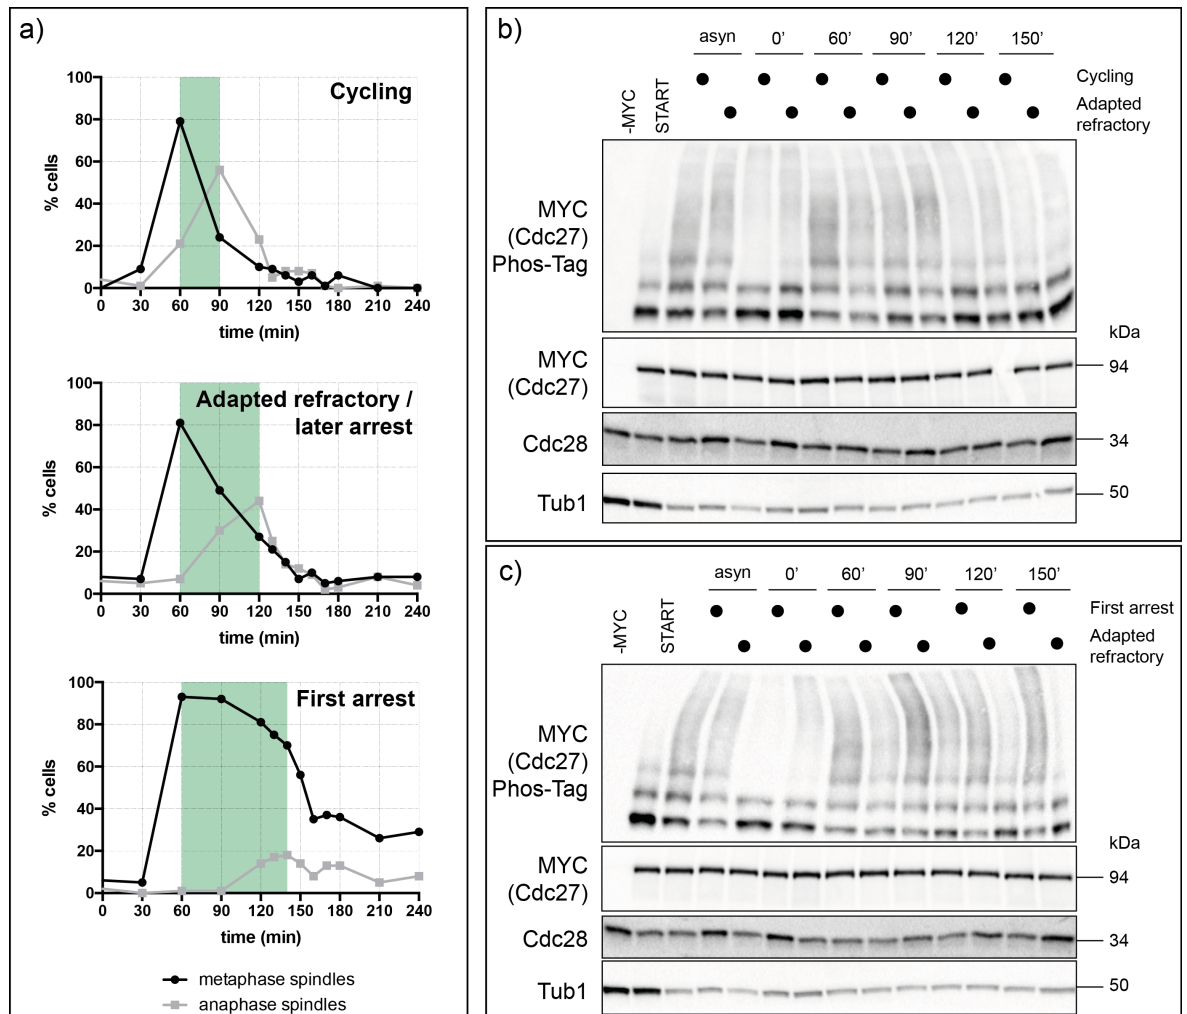 a)
100
80
60
40
20
0
% cells
Cycling
0 30 60 90 120 150 180 210 240
time (min)
100
80
60
40
20
0
% cells
Adapted refractory /
later arrest
0 30 60 90 120 150 180 210 240
time (min)
100
80
60
40
20
0
% cells
First arrest
0 30 60 90 120 150 180 210 240
time (min)
metaphase spindles
anaphase spindles
b)
asyn 0’ 60’ 90’ 120’ 150’
-MYC
START
Cycling
Adapted
refractory
MYC
(Cdc27)
Phos-Tag
kDa
MYC
(Cdc27)
94
Cdc28
34
Tub1
50
c)
asyn 0’ 60’ 90’ 120’ 150’
-MYC
START
First arrest
Adapted
refractory
MYC
(Cdc27)
Phos-Tag
kDa
MYC
(Cdc27)
94
Cdc28
34
Tub1
50